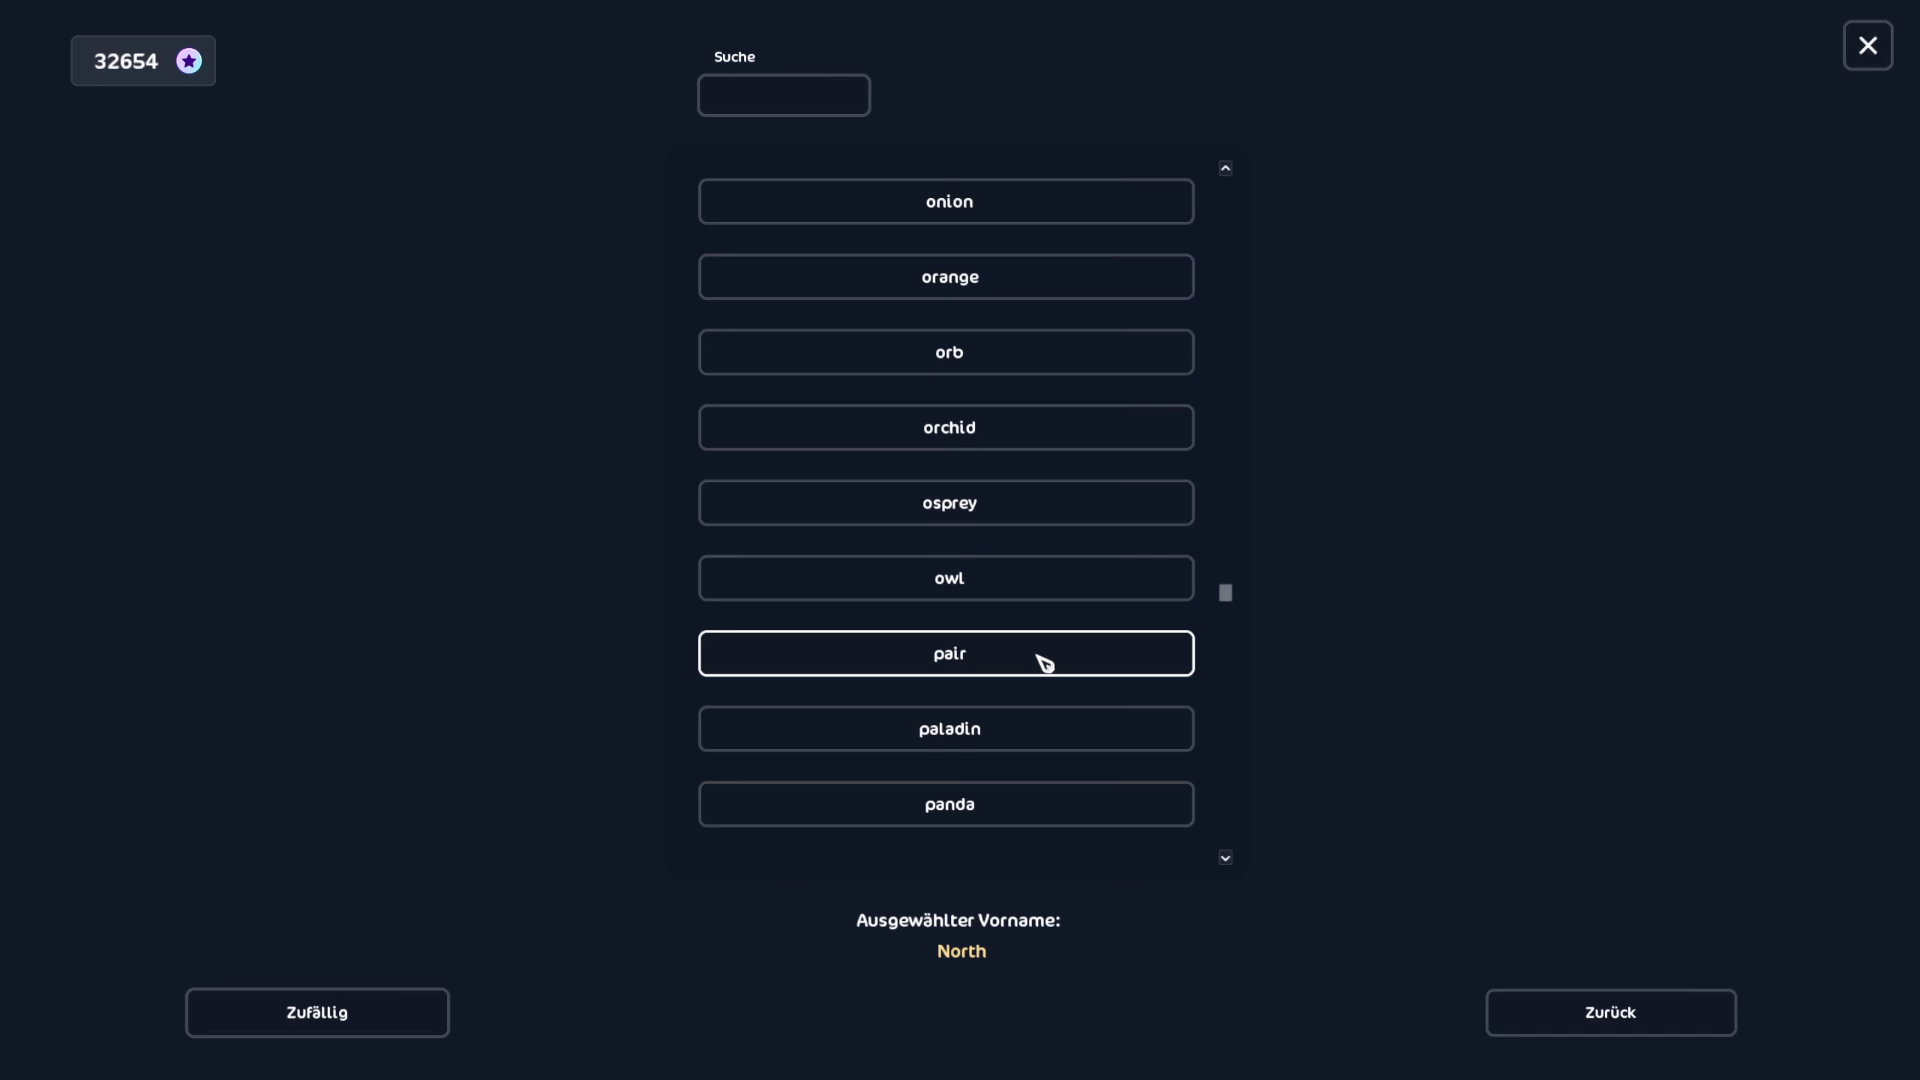 32654
Suche
onion
orange
orb
orchid
osprey
owl
pair
paladin
panda
Ausgewählter Vorname:
North
Zufällig
Zurück